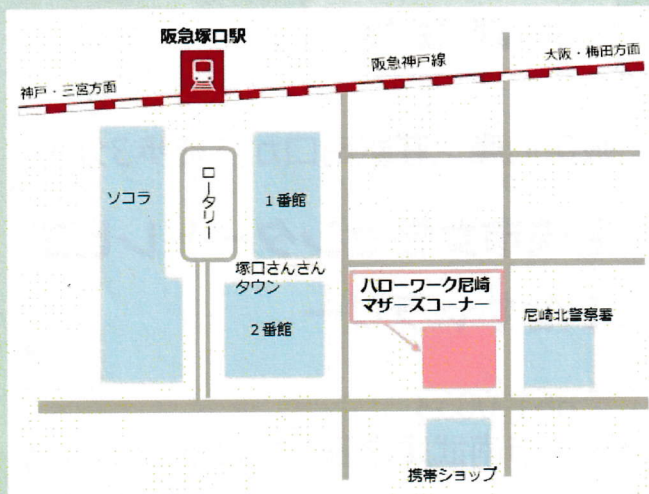 阪急塚口駅
阪急神戸線
大阪・梅田方面
神戸・三宮方面
ソコラ
ロータリー
1番館
塚口さんさん
タウン
2番館
ハローワーク尼崎
マザーズコーナー
尼崎北警察署
携帯ショップ